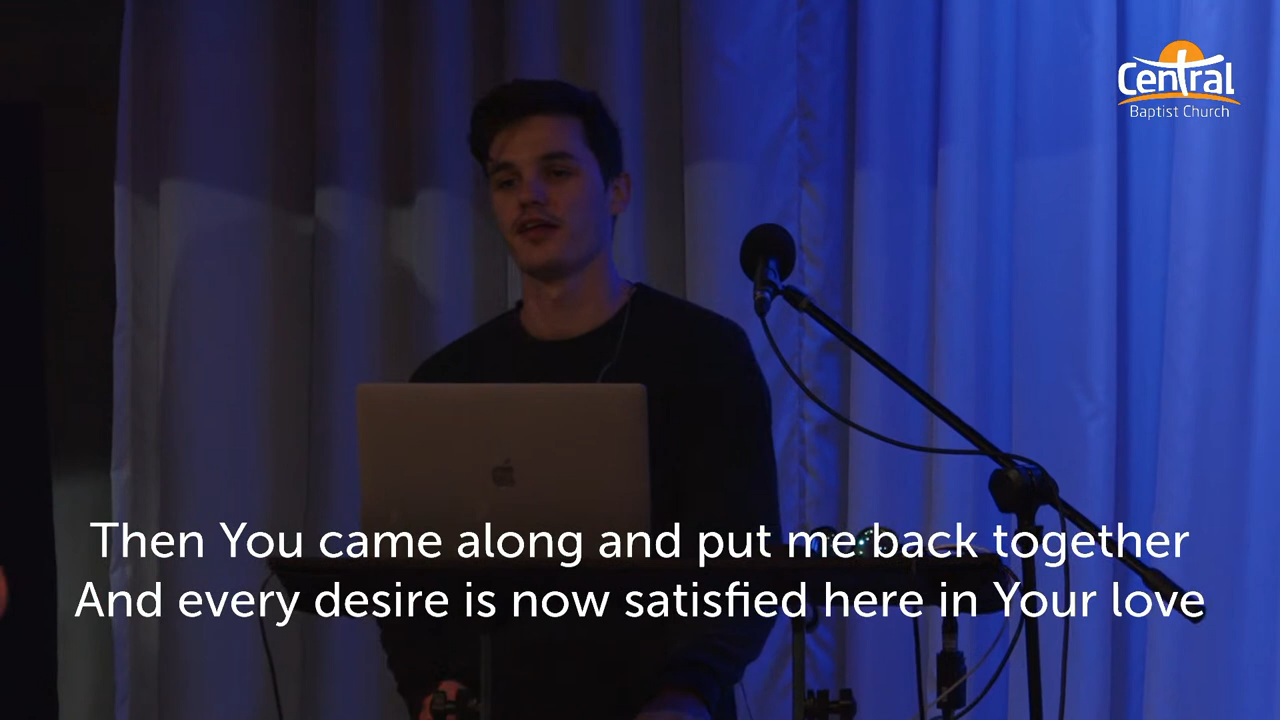 Central
Baptist Church
Then You came along and put me back together
And every desire is now satisfied here in Your love